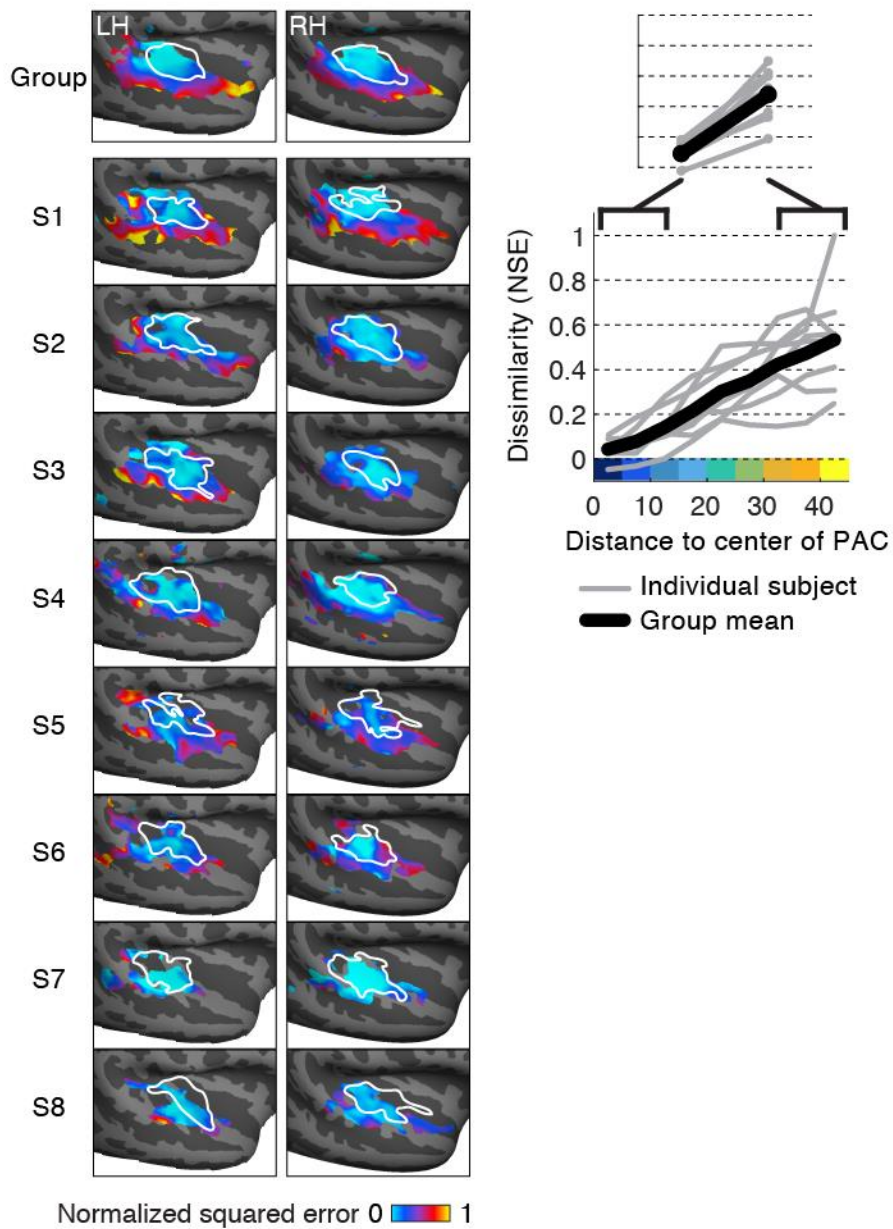 LH
RH
Group
S1
S2
S3
S4
S5
S6
S7
S8
Normalized squared error 0 1
Dissimilarity (NSE)
1
0.8
0.6
0.4
0.2
0
0 10 20 30 40
Distance to center of PAC
Individual subject
Group mean